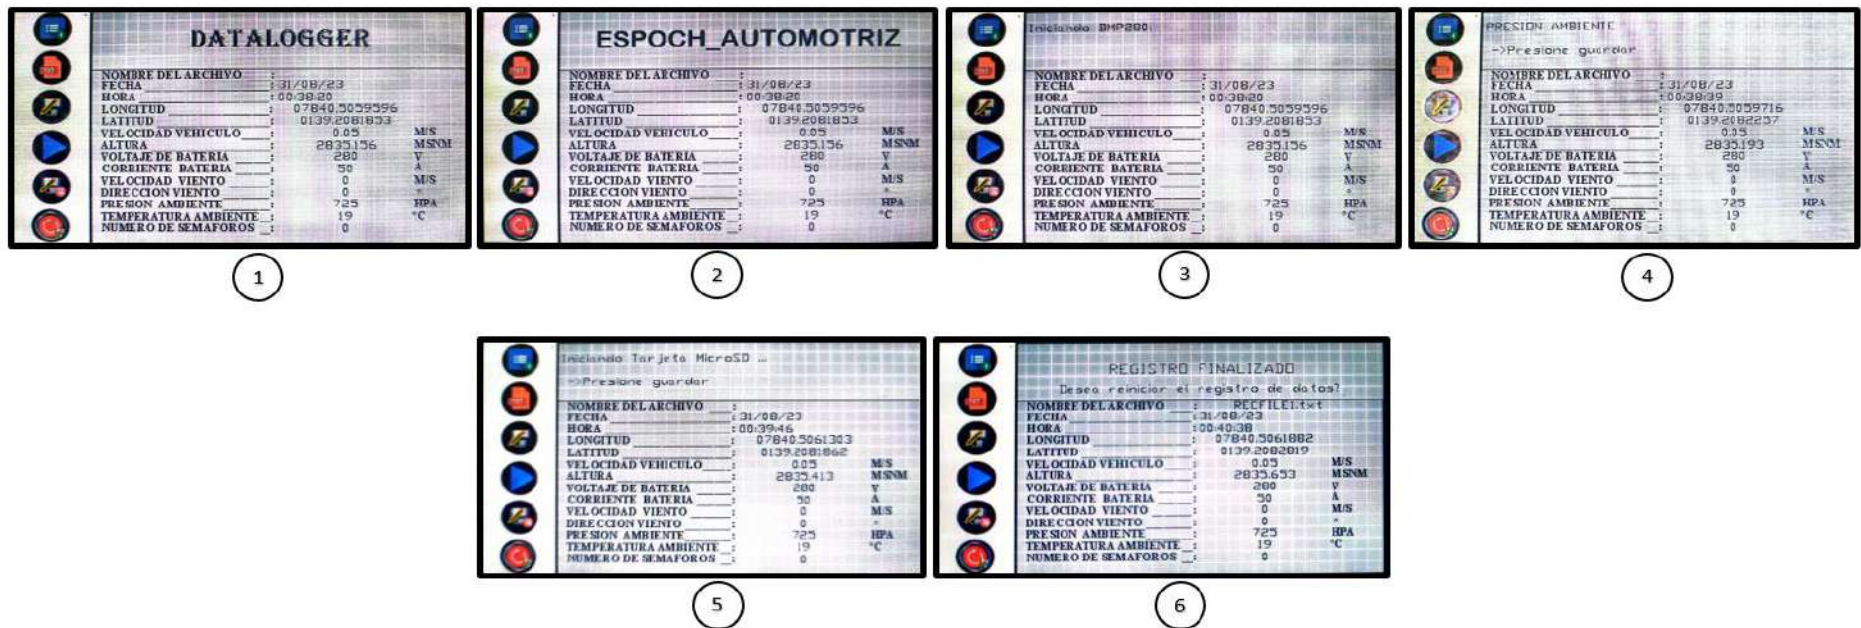 DATALOGGER
NOMBRE DEL ARCHIVO :
FECHA : 31/08/23
HORA : 00:38:20
LONGITUD : 07840.5059596
LATITUD : 0139.2081853
VELOCIDAD VEHICULO : 0.05 M/S
ALTURA : 2835.156 MSNM
VOLTAJE DE BATERIA : 280 V
CORRIENTE BATERIA : 50 A
VELOCIDAD VIENTO : 0 M/S
DIRECCION VIENTO : 0 °
PRESION AMBIENTE : 725 HPA
TEMPERATURA AMBIENTE : 19 °C
NUMERO DE SEMAFOROS : 0
1
ESPOCH_AUTOMOTRIZ
NOMBRE DEL ARCHIVO :
FECHA : 31/08/23
HORA : 00:38:20
LONGITUD : 07840.5059596
LATITUD : 0139.2081853
VELOCIDAD VEHICULO : 0.05 M/S
ALTURA : 2835.156 MSNM
VOLTAJE DE BATERIA : 280 V
CORRIENTE BATERIA : 50 A
VELOCIDAD VIENTO : 0 M/S
DIRECCION VIENTO : 0 °
PRESION AMBIENTE : 725 HPA
TEMPERATURA AMBIENTE : 19 °C
NUMERO DE SEMAFOROS : 0
2
Iniciando BMP280
NOMBRE DEL ARCHIVO :
FECHA : 31/08/23
HORA : 00:38:20
LONGITUD : 07840.5059596
LATITUD : 0139.2081853
VELOCIDAD VEHICULO : 0.05 M/S
ALTURA : 2835.156 MSNM
VOLTAJE DE BATERIA : 280 V
CORRIENTE BATERIA : 50 A
VELOCIDAD VIENTO : 0 M/S
DIRECCION VIENTO : 0 °
PRESION AMBIENTE : 725 HPA
TEMPERATURA AMBIENTE : 19 °C
NUMERO DE SEMAFOROS : 0
3
PRESION AMBIENTE
->Presione guardar
NOMBRE DEL ARCHIVO :
FECHA : 31/08/23
HORA : 00:38:39
LONGITUD : 07840.5059716
LATITUD : 0139.2082257
VELOCIDAD VEHICULO : 0.05 M/S
ALTURA : 2835.193 MSNM
VOLTAJE DE BATERIA : 280 V
CORRIENTE BATERIA : 50 A
VELOCIDAD VIENTO : 0 M/S
DIRECCION VIENTO : 0 °
PRESION AMBIENTE : 725 HPA
TEMPERATURA AMBIENTE : 19 °C
NUMERO DE SEMAFOROS : 0
4
Iniciando Tarjeta MicroSD ...
->Presione guardar
NOMBRE DEL ARCHIVO :
FECHA : 31/08/23
HORA : 00:39:46
LONGITUD : 07840.5061303
LATITUD : 0139.2081862
VELOCIDAD VEHICULO : 0.05 M/S
ALTURA : 2835.413 MSNM
VOLTAJE DE BATERIA : 280 V
CORRIENTE BATERIA : 50 A
VELOCIDAD VIENTO : 0 M/S
DIRECCION VIENTO : 0 °
PRESION AMBIENTE : 725 HPA
TEMPERATURA AMBIENTE : 19 °C
NUMERO DE SEMAFOROS : 0
5
REGISTRO FINALIZADO
Desea reiniciar el registro de datos?
NOMBRE DEL ARCHIVO : RECFILE1.txt
FECHA : 31/08/23
HORA : 00:40:38
LONGITUD : 07840.5061882
LATITUD : 0139.2082019
VELOCIDAD VEHICULO : 0.05 M/S
ALTURA : 2835.653 MSNM
VOLTAJE DE BATERIA : 280 V
CORRIENTE BATERIA : 50 A
VELOCIDAD VIENTO : 0 M/S
DIRECCION VIENTO : 0 °
PRESION AMBIENTE : 725 HPA
TEMPERATURA AMBIENTE : 19 °C
NUMERO DE SEMAFOROS : 0
6